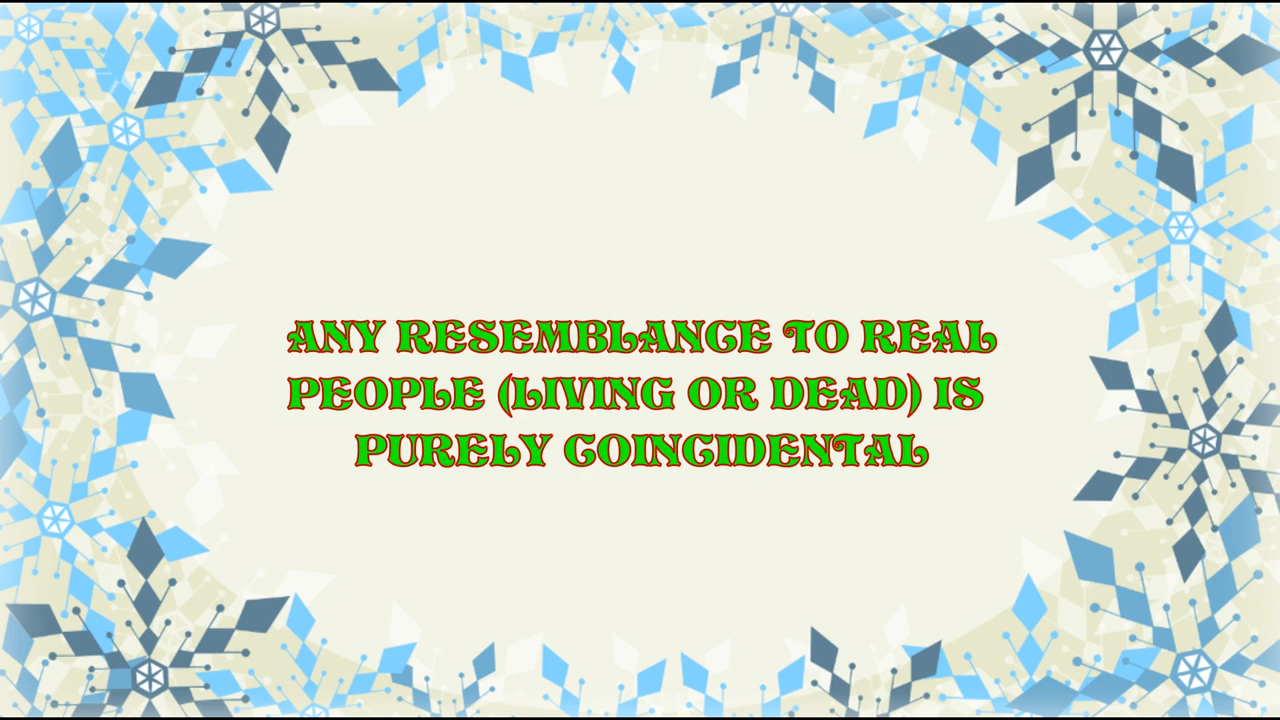 ANY RESEMBLANCE TO REAL
PEOPLE (LIVING OR DEAD) IS
PURELY COINCIDENTAL